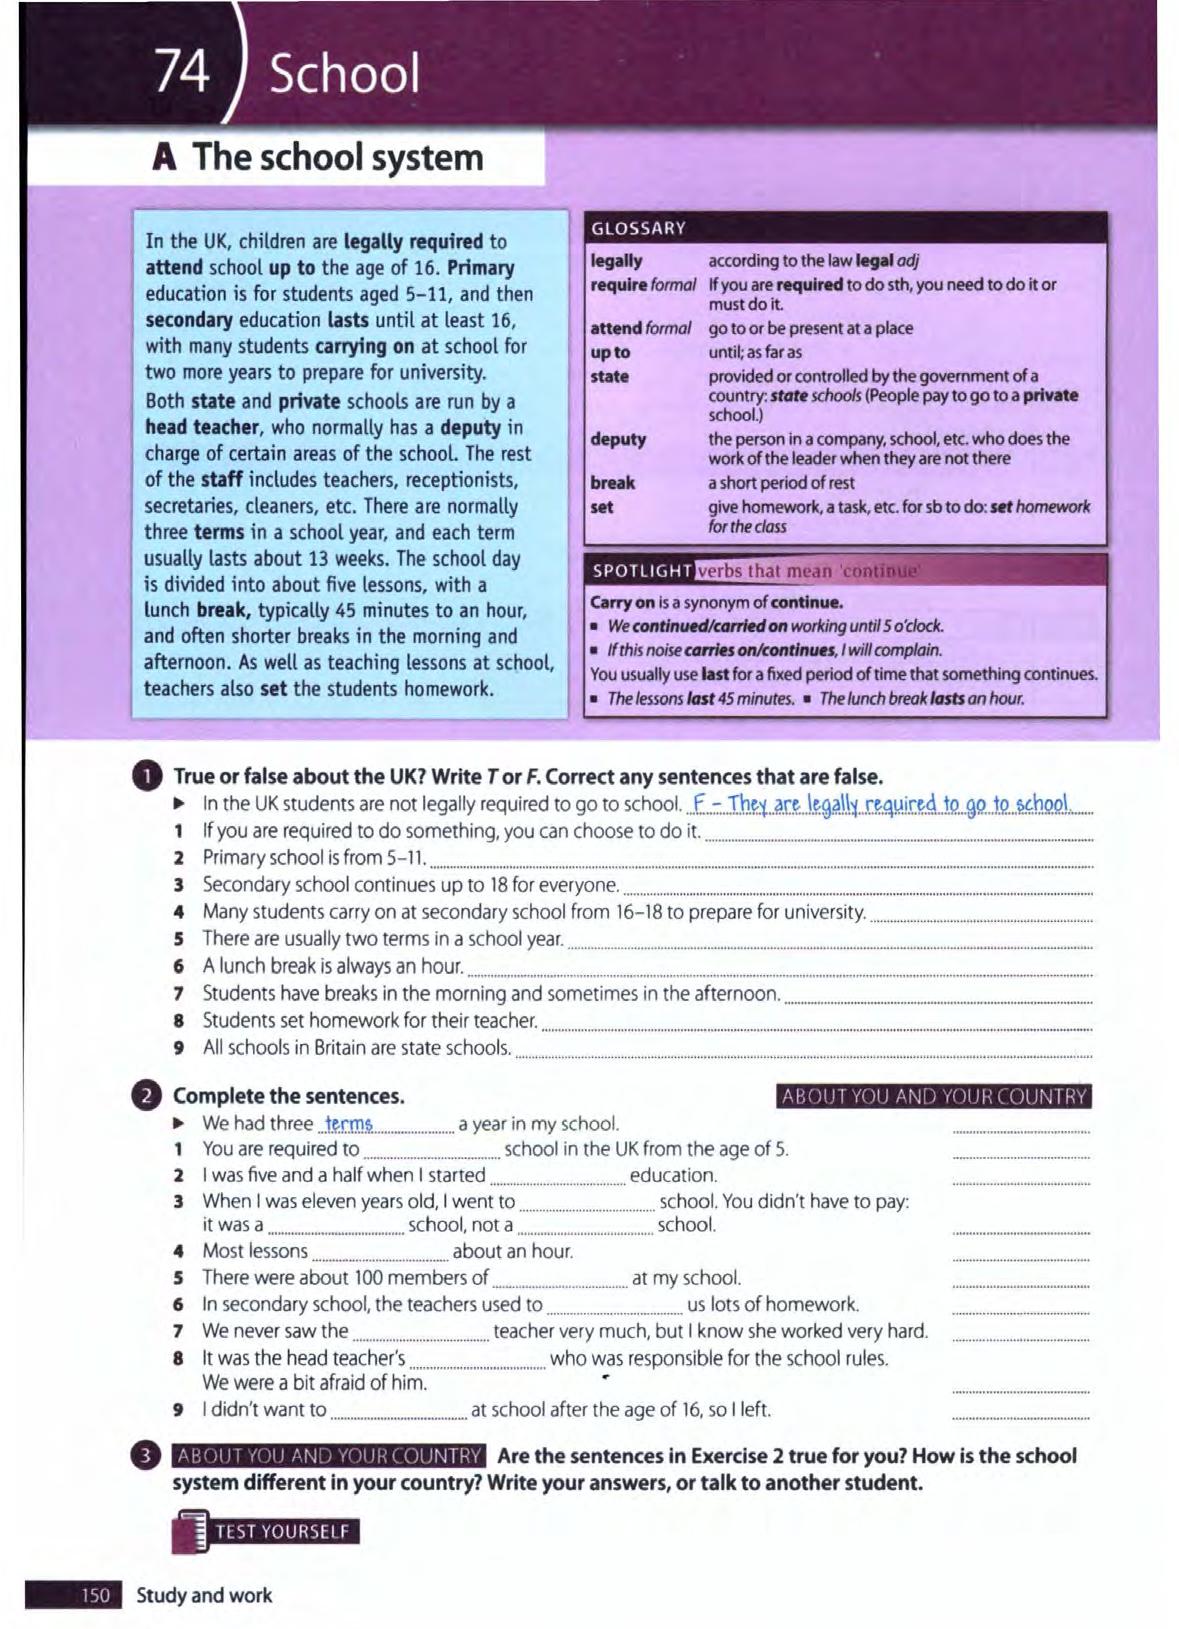 74 School
A The school system
In the UK, children are legally required to
attend school up to the age of 16. Primary
education is for students aged 5–11, and then
secondary education lasts until at least 16,
with many students carrying on at school for
two more years to prepare for university.
Both state and private schools are run by a
head teacher, who normally has a deputy in
charge of certain areas of the school. The rest
of the staff includes teachers, receptionists,
secretaries, cleaners, etc. There are normally
three terms in a school year, and each term
usually lasts about 13 weeks. The school day
is divided into about five lessons, with a
lunch break, typically 45 minutes to an hour,
and often shorter breaks in the morning and
afternoon. As well as teaching lessons at school,
teachers also set the students homework.
GLOSSARY
legally according to the law legal adj
require formal If you are required to do sth, you need to do it or
must do it.
attend formal go to or be present at a place
up to until; as far as
state provided or controlled by the government of a
country: state schools (People pay to go to a private
school.)
deputy the person in a company, school, etc. who does the
work of the leader when they are not there
break a short period of rest
set give homework, a task, etc. for sb to do: set homework
for the class
SPOTLIGHT verbs that mean 'continue'
Carry on is a synonym of continue.
▪ We continued/carried on working until 5 o'clock.
▪ If this noise carries on/continues, I will complain.
You usually use last for a fixed period of time that something continues.
▪ The lessons last 45 minutes. ▪ The lunch break lasts an hour.
1 True or false about the UK? Write T or F. Correct any sentences that are false.
▶ In the UK students are not legally required to go to school. F – They are legally required to go to school.
1 If you are required to do something, you can choose to do it.
2 Primary school is from 5–11.
3 Secondary school continues up to 18 for everyone.
4 Many students carry on at secondary school from 16–18 to prepare for university.
5 There are usually two terms in a school year.
6 A lunch break is always an hour.
7 Students have breaks in the morning and sometimes in the afternoon.
8 Students set homework for their teacher.
9 All schools in Britain are state schools.
2 Complete the sentences. ABOUT YOU AND YOUR COUNTRY
▶ We had three terms a year in my school.
1 You are required to school in the UK from the age of 5.
2 I was five and a half when I started education.
3 When I was eleven years old, I went to school. You didn't have to pay:
it was a school, not a school.
4 Most lessons about an hour.
5 There were about 100 members of at my school.
6 In secondary school, the teachers used to us lots of homework.
7 We never saw the teacher very much, but I know she worked very hard.
8 It was the head teacher's who was responsible for the school rules.
We were a bit afraid of him.
9 I didn't want to at school after the age of 16, so I left.
3 ABOUT YOU AND YOUR COUNTRY Are the sentences in Exercise 2 true for you? How is the school
system different in your country? Write your answers, or talk to another student.
TEST YOURSELF
150 Study and work